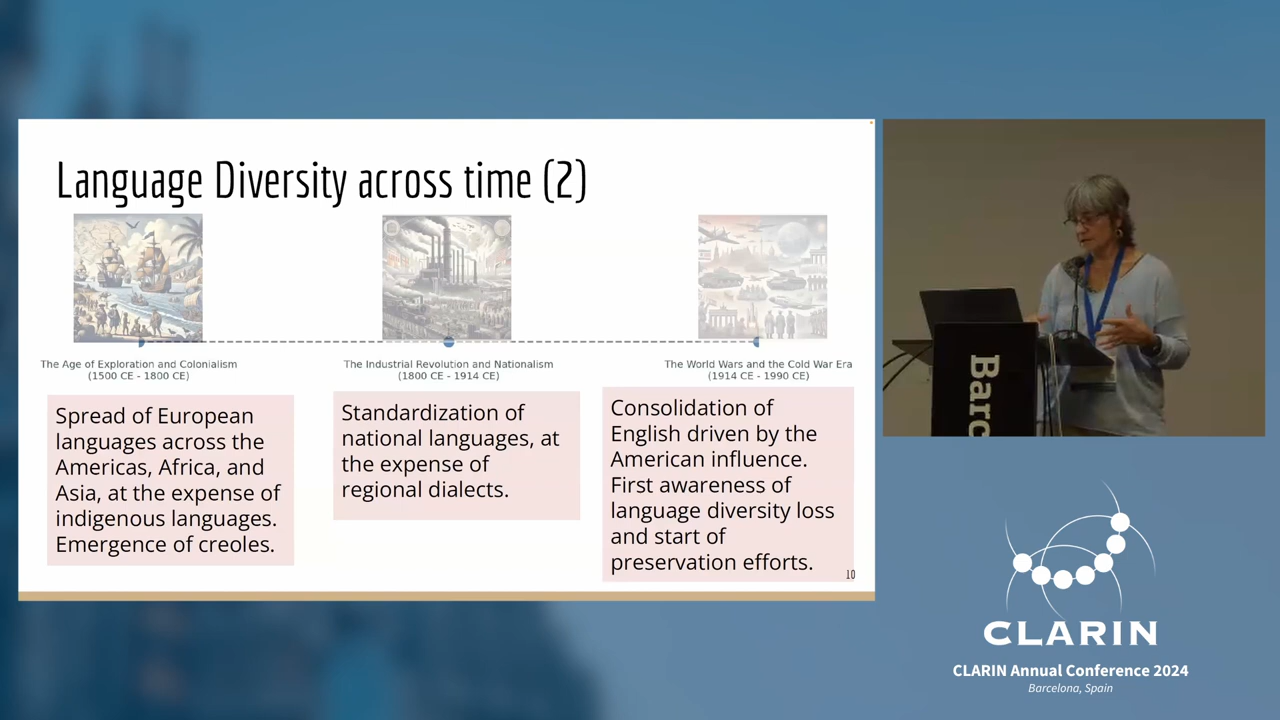 Language Diversity across time (2)
The Age of Exploration and Colonialism
(1500 CE - 1800 CE)
The Industrial Revolution and Nationalism
(1800 CE - 1914 CE)
The World Wars and the Cold War Era
(1914 CE - 1990 CE)
Spread of European
languages across the
Americas, Africa, and
Asia, at the expense of
indigenous languages.
Emergence of creoles.
Standardization of
national languages, at
the expense of
regional dialects.
Consolidation of
English driven by the
American influence.
First awareness of
language diversity loss
and start of
preservation efforts.
10
Barc
CLARIN
CLARIN Annual Conference 2024
Barcelona, Spain